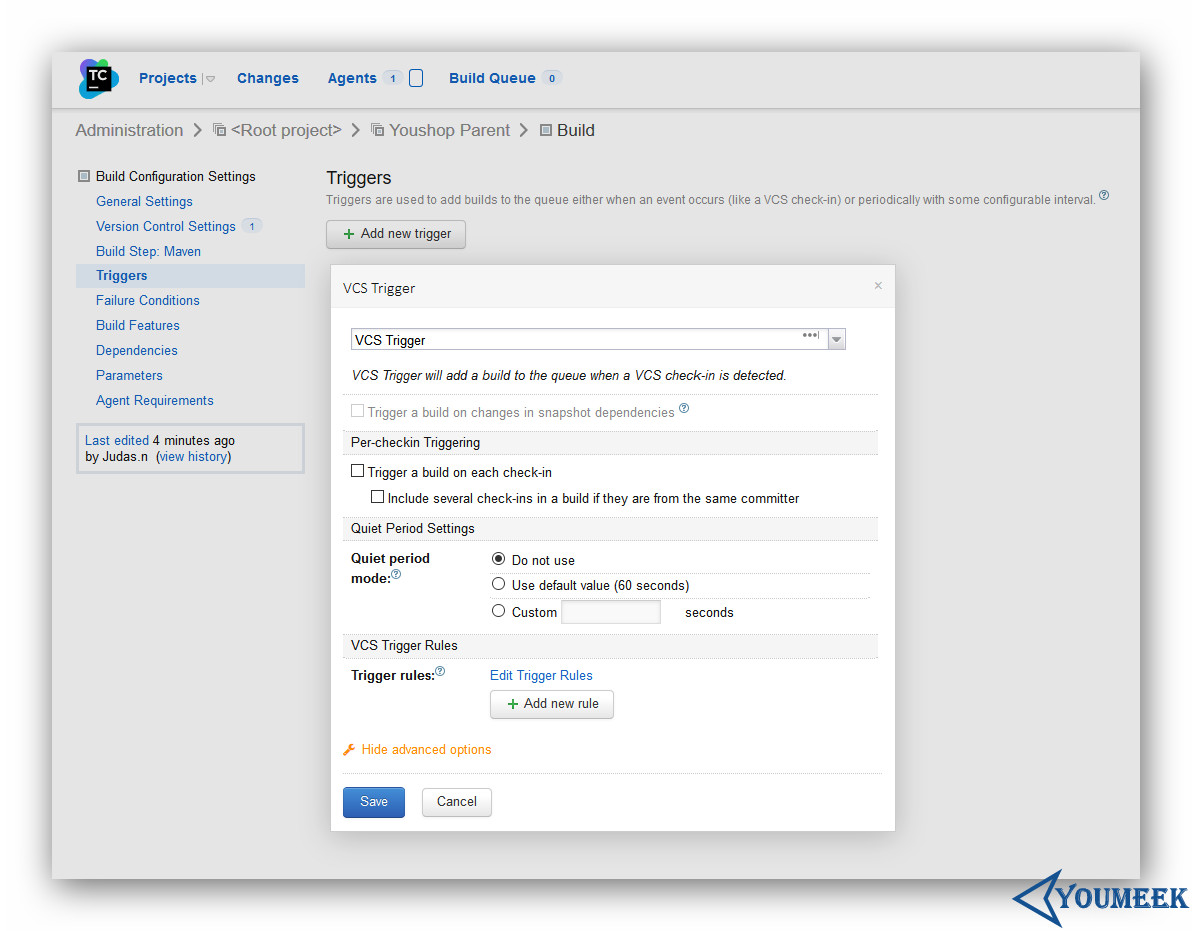 TC
Projects
Changes
Agents 1
Build Queue 0
Administration
<Root project>
Youshop Parent
Build
Build Configuration Settings
General Settings
Version Control Settings 1
Build Step: Maven
Triggers
Failure Conditions
Build Features
Dependencies
Parameters
Agent Requirements
Last edited 4 minutes ago
by Judas.n (view history)
Triggers
Triggers are used to add builds to the queue either when an event occurs (like a VCS check-in) or periodically with some configurable interval. ?
+ Add new trigger
VCS Trigger ×
VCS Trigger
VCS Trigger will add a build to the queue when a VCS check-in is detected.
Trigger a build on changes in snapshot dependencies ?
Per-checkin Triggering
Trigger a build on each check-in
Include several check-ins in a build if they are from the same committer
Quiet Period Settings
Quiet period
mode: ?
Do not use
Use default value (60 seconds)
Custom seconds
VCS Trigger Rules
Trigger rules: ? Edit Trigger Rules
+ Add new rule
Hide advanced options
Save Cancel
YOUMEEK